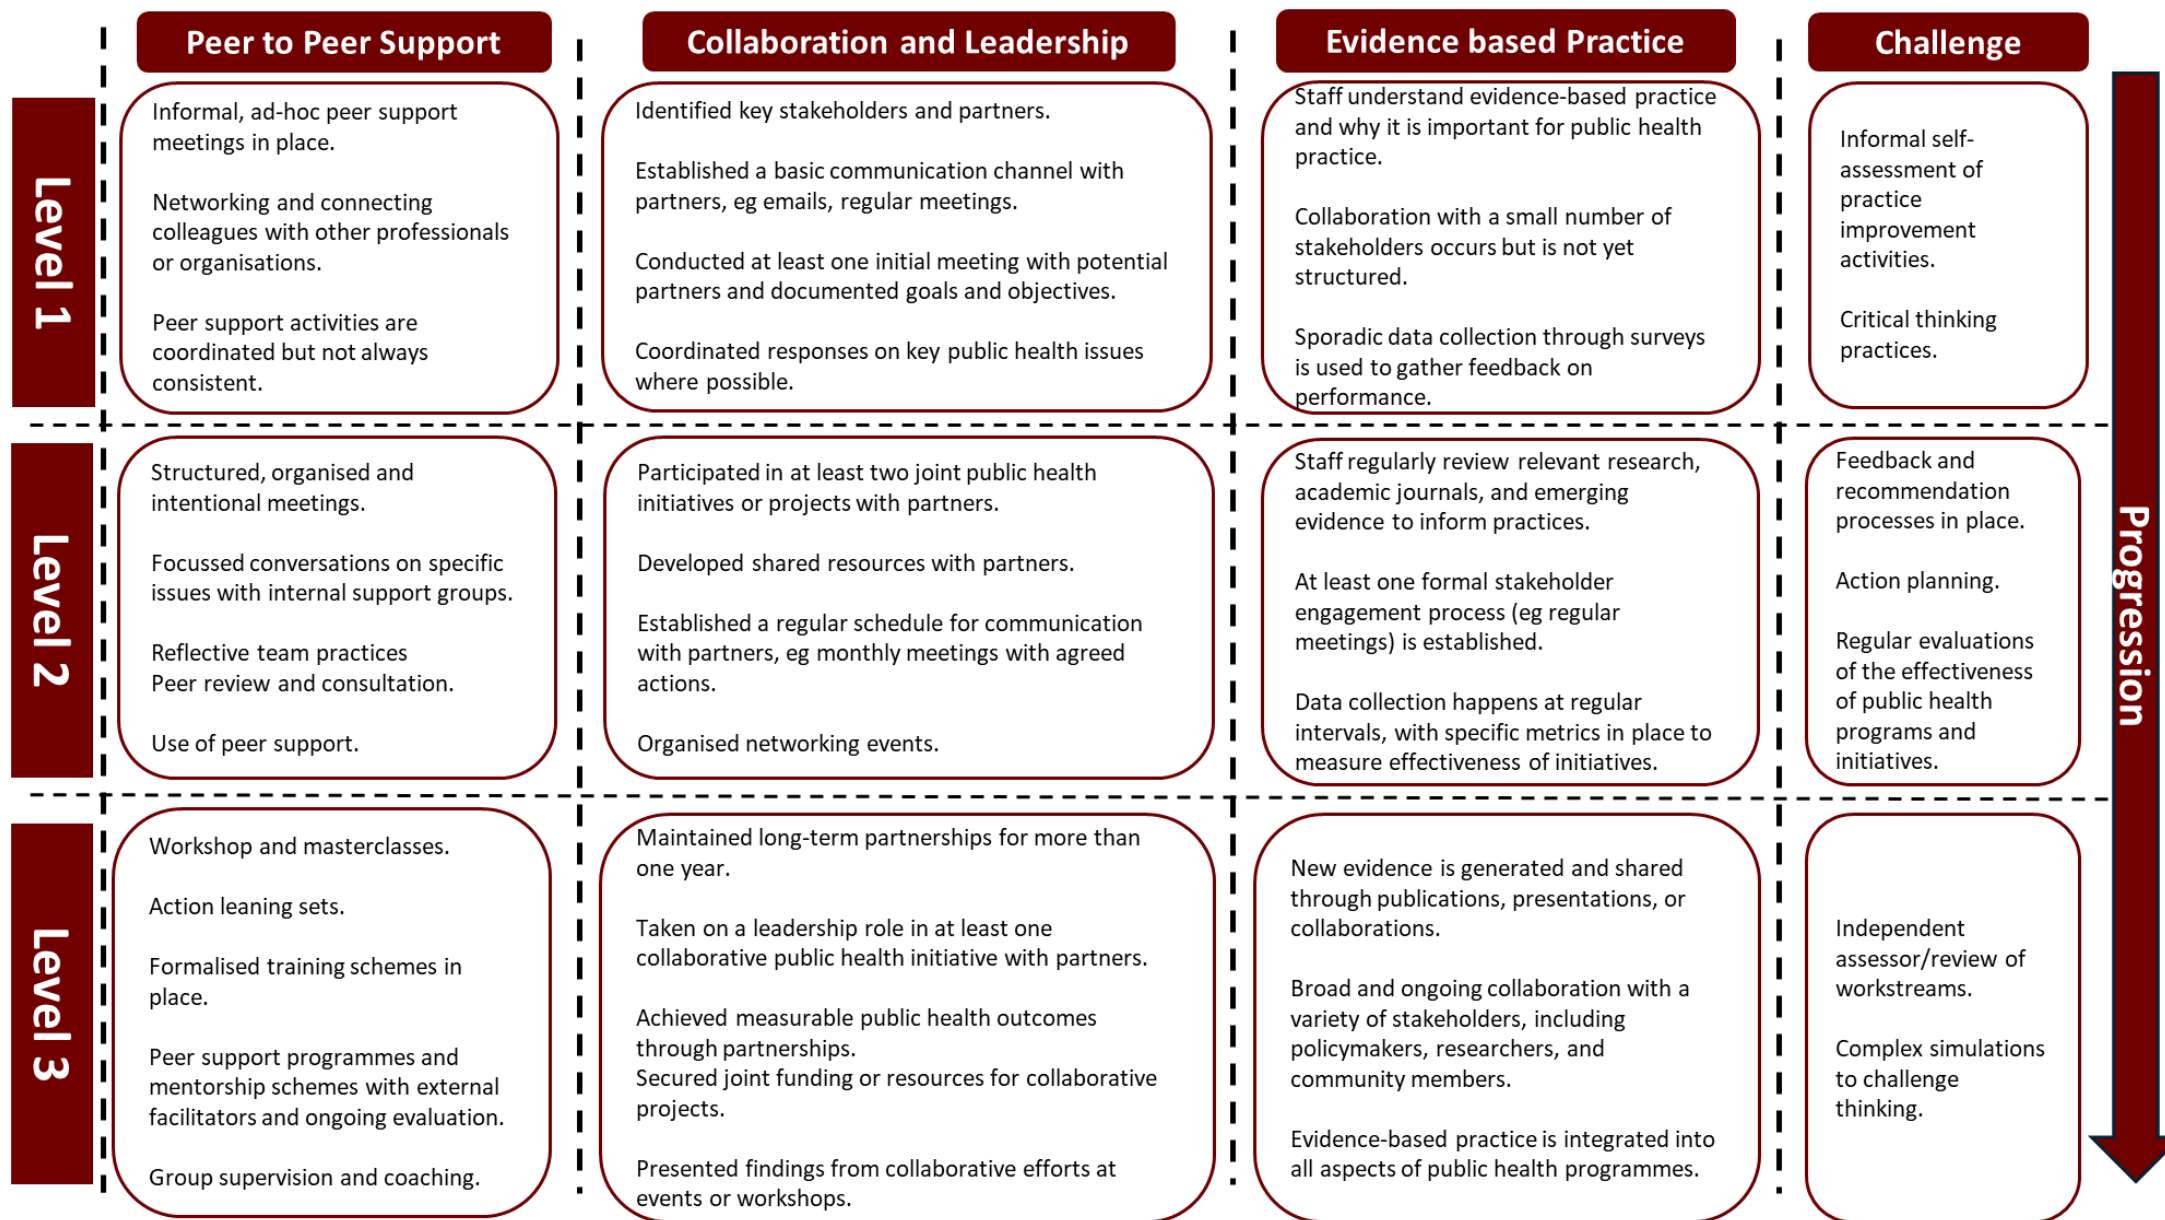 Peer to Peer Support
Collaboration and Leadership
Evidence based Practice
Challenge
Level 1
Informal, ad-hoc peer support
meetings in place.
Networking and connecting
colleagues with other professionals
or organisations.
Peer support activities are
coordinated but not always
consistent.
Identified key stakeholders and partners.
Established a basic communication channel with
partners, eg emails, regular meetings.
Conducted at least one initial meeting with potential
partners and documented goals and objectives.
Coordinated responses on key public health issues
where possible.
Staff understand evidence-based practice
and why it is important for public health
practice.
Collaboration with a small number of
stakeholders occurs but is not yet
structured.
Sporadic data collection through surveys
is used to gather feedback on
performance.
Informal self-
assessment of
practice
improvement
activities.
Critical thinking
practices.
Level 2
Structured, organised and
intentional meetings.
Focussed conversations on specific
issues with internal support groups.
Reflective team practices
Peer review and consultation.
Use of peer support.
Participated in at least two joint public health
initiatives or projects with partners.
Developed shared resources with partners.
Established a regular schedule for communication
with partners, eg monthly meetings with agreed
actions.
Organised networking events.
Staff regularly review relevant research,
academic journals, and emerging
evidence to inform practices.
At least one formal stakeholder
engagement process (eg regular
meetings) is established.
Data collection happens at regular
intervals, with specific metrics in place to
measure effectiveness of initiatives.
Feedback and
recommendation
processes in place.
Action planning.
Regular evaluations
of the effectiveness
of public health
programs and
initiatives.
Level 3
Workshop and masterclasses.
Action leaning sets.
Formalised training schemes in
place.
Peer support programmes and
mentorship schemes with external
facilitators and ongoing evaluation.
Group supervision and coaching.
Maintained long-term partnerships for more than
one year.
Taken on a leadership role in at least one
collaborative public health initiative with partners.
Achieved measurable public health outcomes
through partnerships.
Secured joint funding or resources for collaborative
projects.
Presented findings from collaborative efforts at
events or workshops.
New evidence is generated and shared
through publications, presentations, or
collaborations.
Broad and ongoing collaboration with a
variety of stakeholders, including
policymakers, researchers, and
community members.
Evidence-based practice is integrated into
all aspects of public health programmes.
Independent
assessor/review of
workstreams.
Complex simulations
to challenge
thinking.
Progression